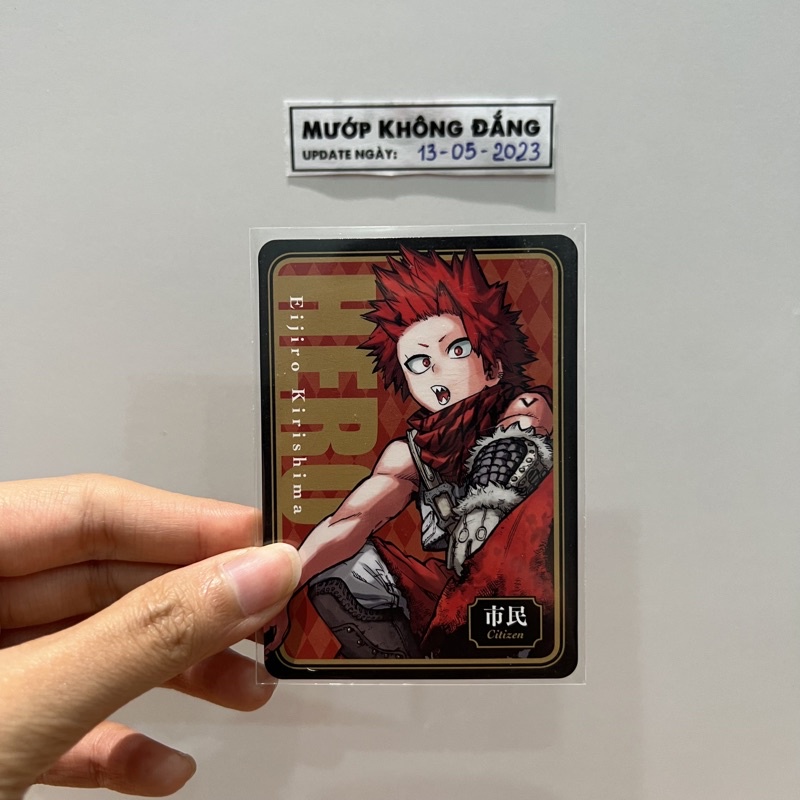 MƯỚP KHÔNG ĐẮNG
UPDATE NGÀY: 13-05-2023
HERO
Eijiro Kirishima
市民
Citizen